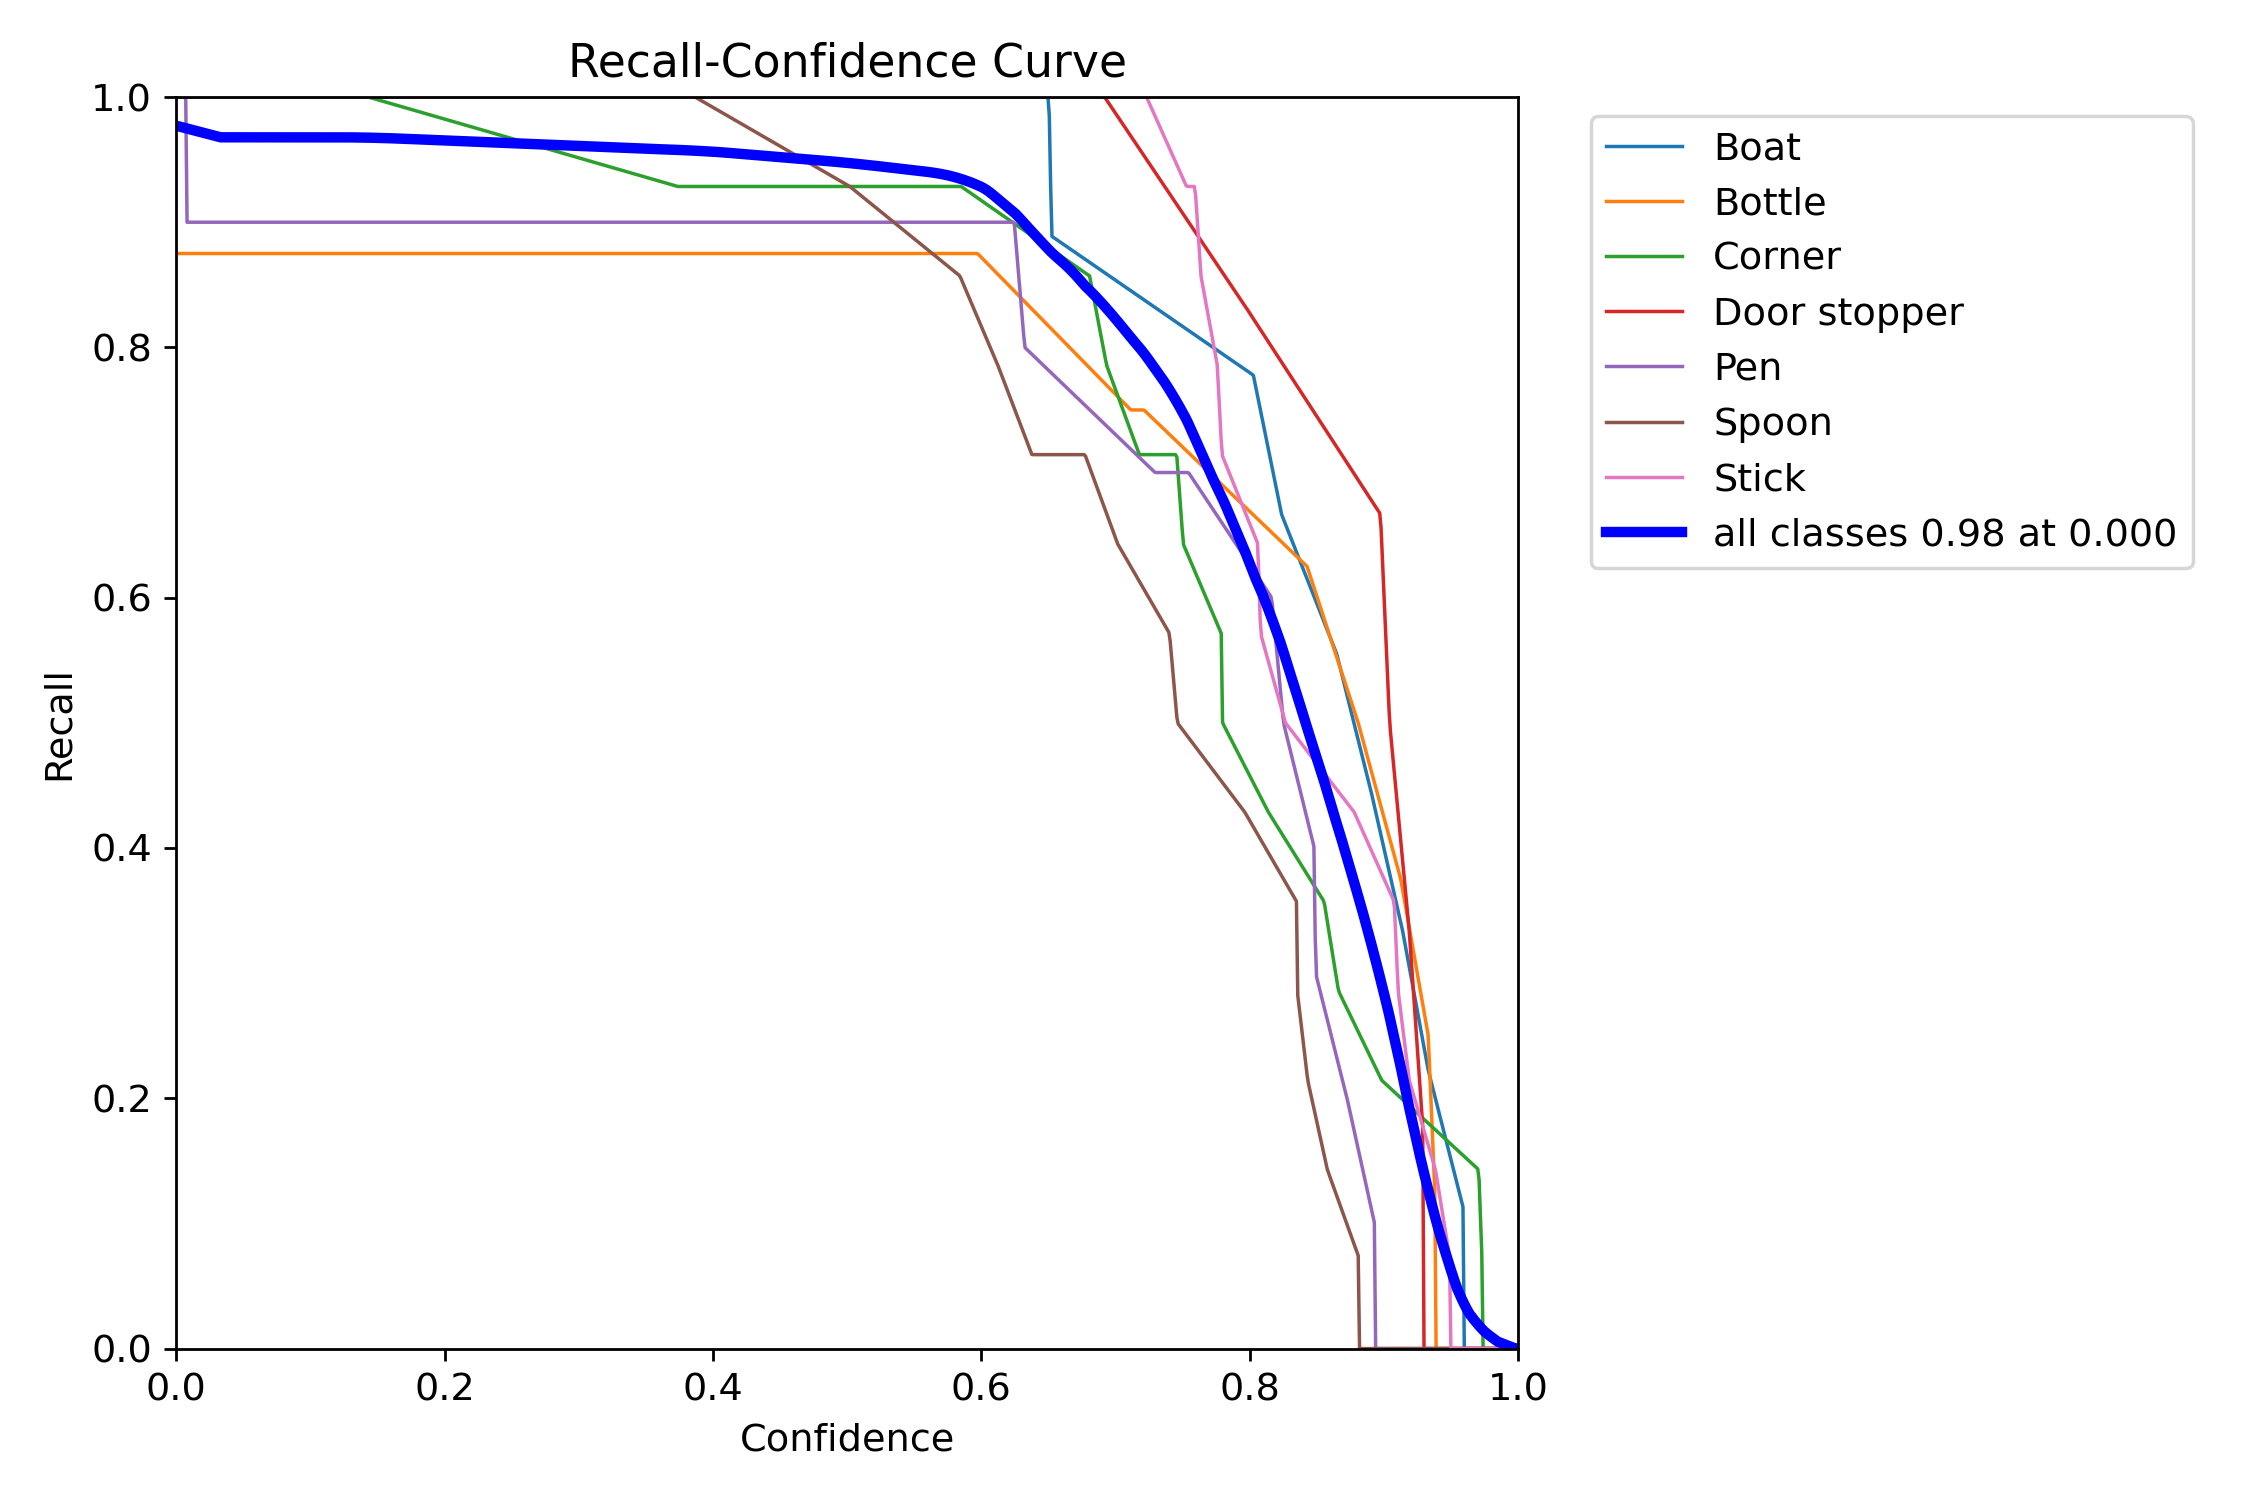 Recall-Confidence Curve
1.0
0.8
0.6
0.4
0.2
0.0
Recall
0.0 0.2 0.4 0.6 0.8 1.0
Confidence
Boat
Bottle
Corner
Door stopper
Pen
Spoon
Stick
all classes 0.98 at 0.000